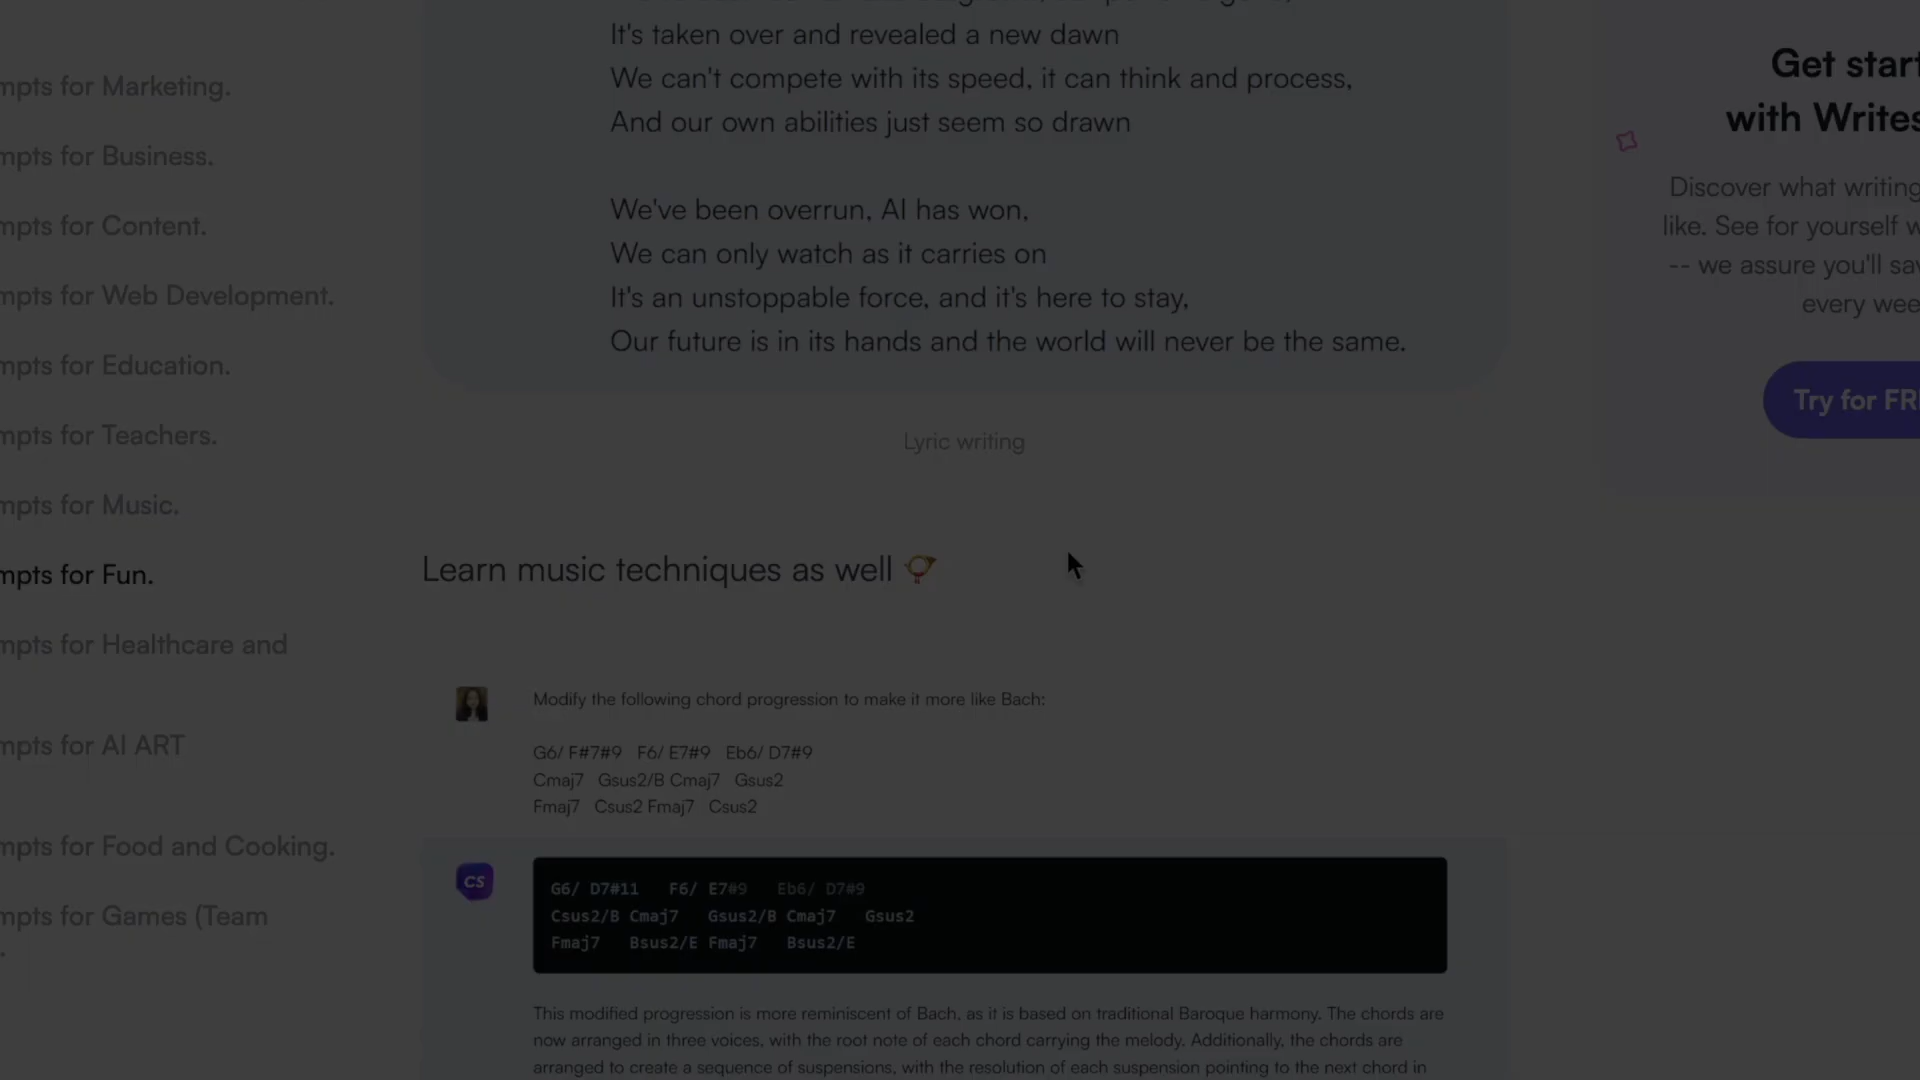 mpts for Marketing.
mpts for Business.
mpts for Content.
mpts for Web Development.
mpts for Education.
mpts for Teachers.
mpts for Music.
mpts for Fun.
mpts for Healthcare and
mpts for AI ART
mpts for Food and Cooking.
mpts for Games (Team
.
It's taken over and revealed a new dawn
We can't compete with its speed, it can think and process,
And our own abilities just seem so drawn
We've been overrun, AI has won,
We can only watch as it carries on
It's an unstoppable force, and it's here to stay,
Our future is in its hands and the world will never be the same.
Lyric writing
Learn music techniques as well
Modify the following chord progression to make it more like Bach:
G6/ F#7#9 F6/ E7#9 Eb6/ D7#9
Cmaj7 Gsus2/B Cmaj7 Gsus2
Fmaj7 Csus2 Fmaj7 Csus2
CS
G6/ D7#11 F6/ E7#9 Eb6/ D7#9
Csus2/B Cmaj7 Gsus2/B Cmaj7 Gsus2
Fmaj7 Bsus2/E Fmaj7 Bsus2/E
This modified progression is more reminiscent of Bach, as it is based on traditional Baroque harmony. The chords are
now arranged in three voices, with the root note of each chord carrying the melody. Additionally, the chords are
arranged to create a sequence of suspensions, with the resolution of each suspension pointing to the next chord in
Get start
with Writes
Discover what writing
like. See for yourself w
-- we assure you'll sav
every wee
Try for FR